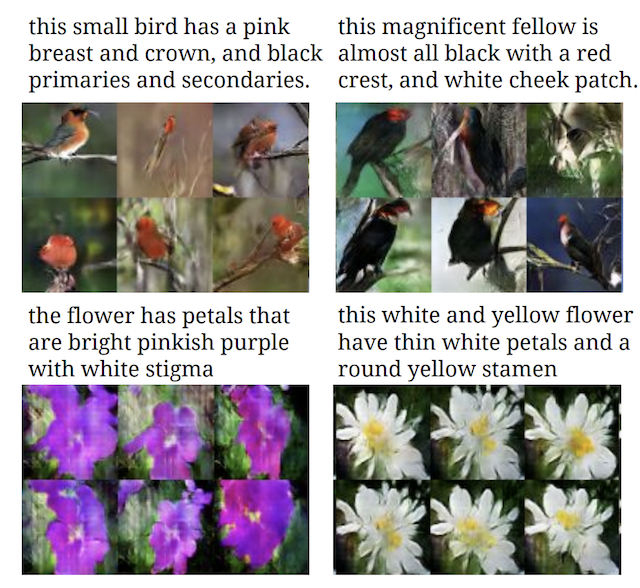 this small bird has a pink
breast and crown, and black
primaries and secondaries.
this magnificent fellow is
almost all black with a red
crest, and white cheek patch.
the flower has petals that
are bright pinkish purple
with white stigma
this white and yellow flower
have thin white petals and a
round yellow stamen